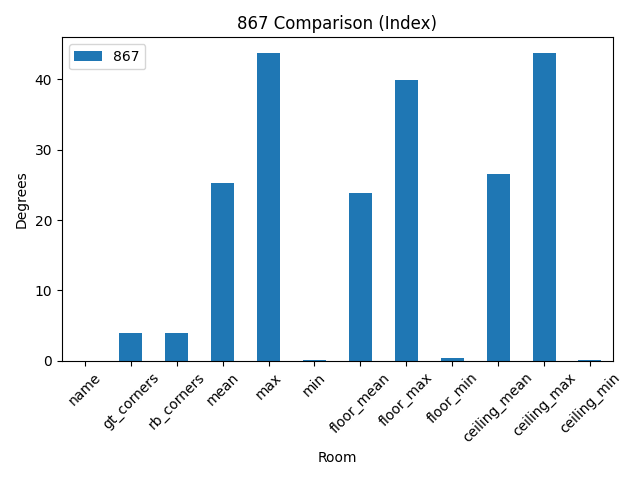 867 Comparison (Index)
867
Degrees
40
30
20
10
0
name
gt_corners
rb_corners
mean
max
min
floor_mean
floor_max
floor_min
ceiling_mean
ceiling_max
ceiling_min
Room